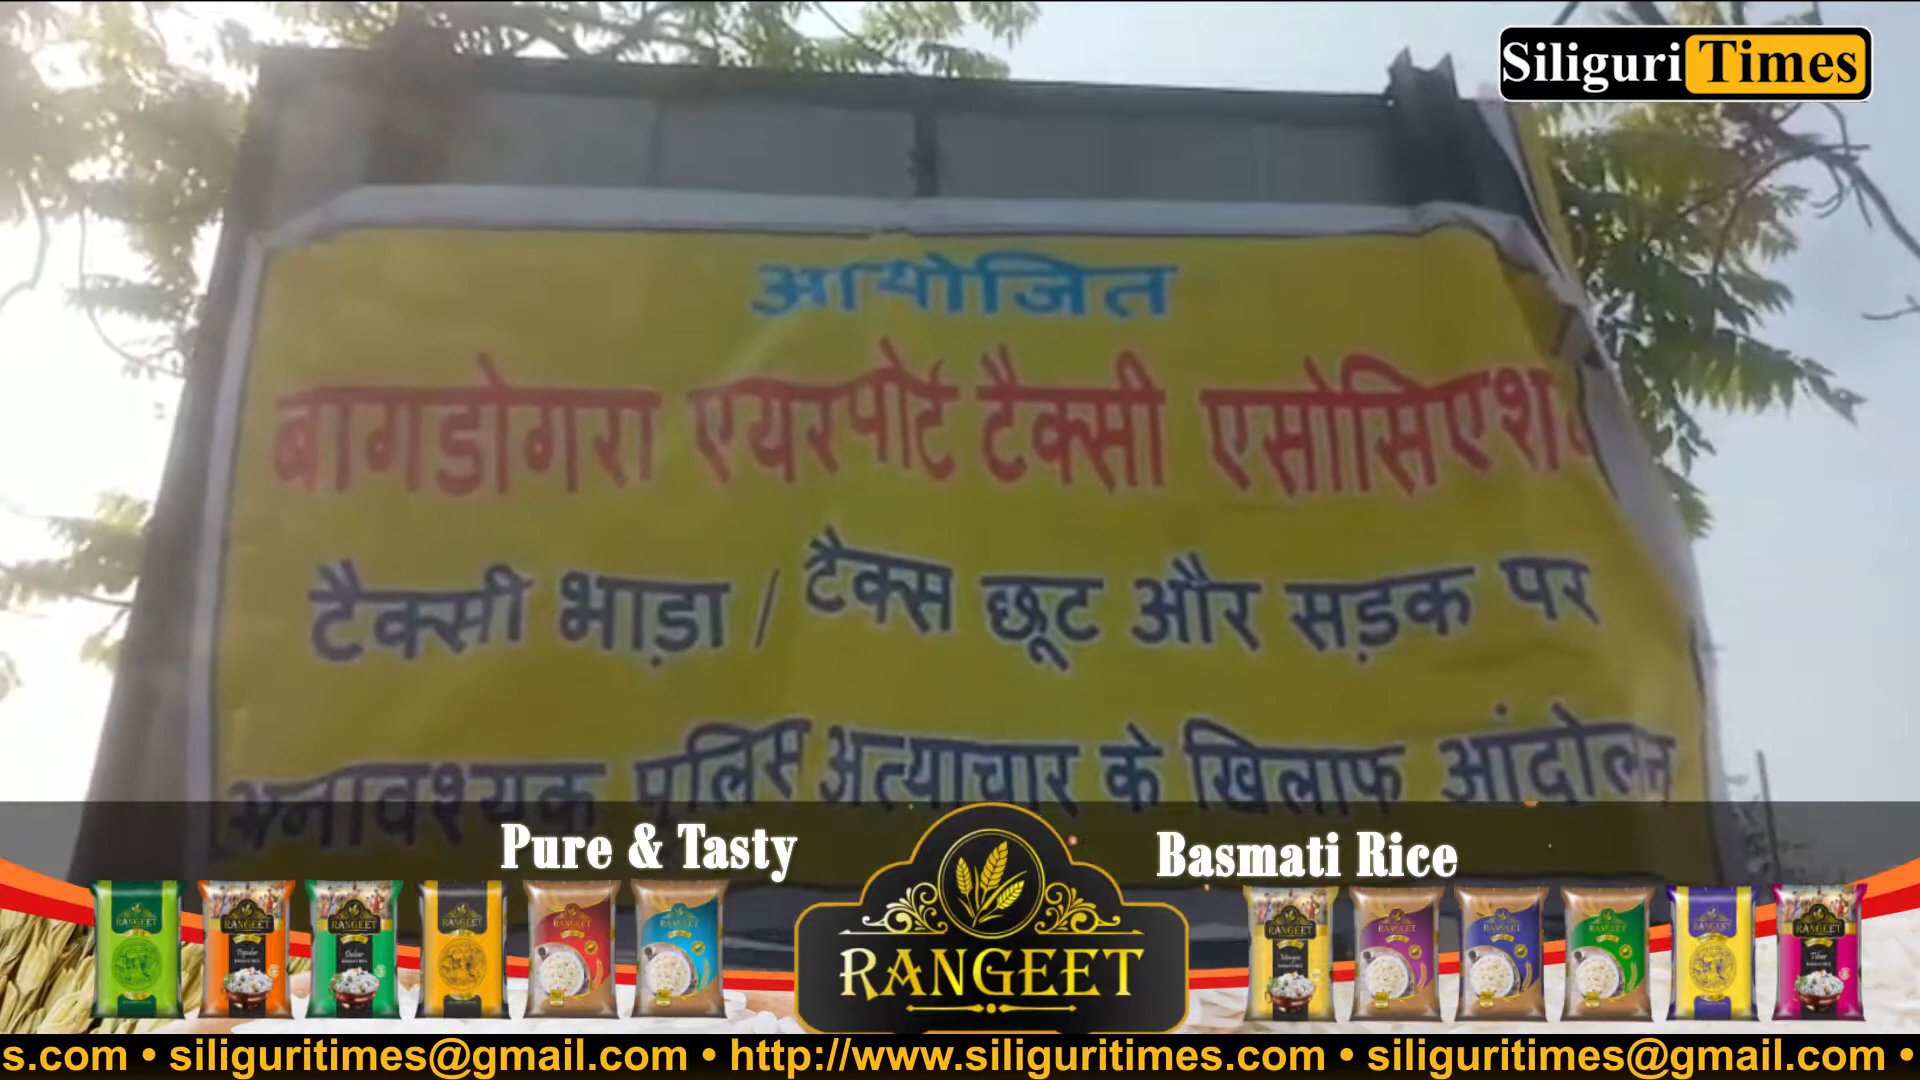 Siliguri Times
आयोजित
बागडोगरा एयरपोर्ट टैक्सी एसोसिएश
टैक्सी भाड़ा / टैक्स छूट और सड़क पर
अनावश्यक पुलिस अत्याचार के खिलाफ आंदोलन
Pure & Tasty
Basmati Rice
RANGEET
s.com • siliguritimes@gmail.com • http://www.siliguritimes.com • siliguritimes@gmail.com •